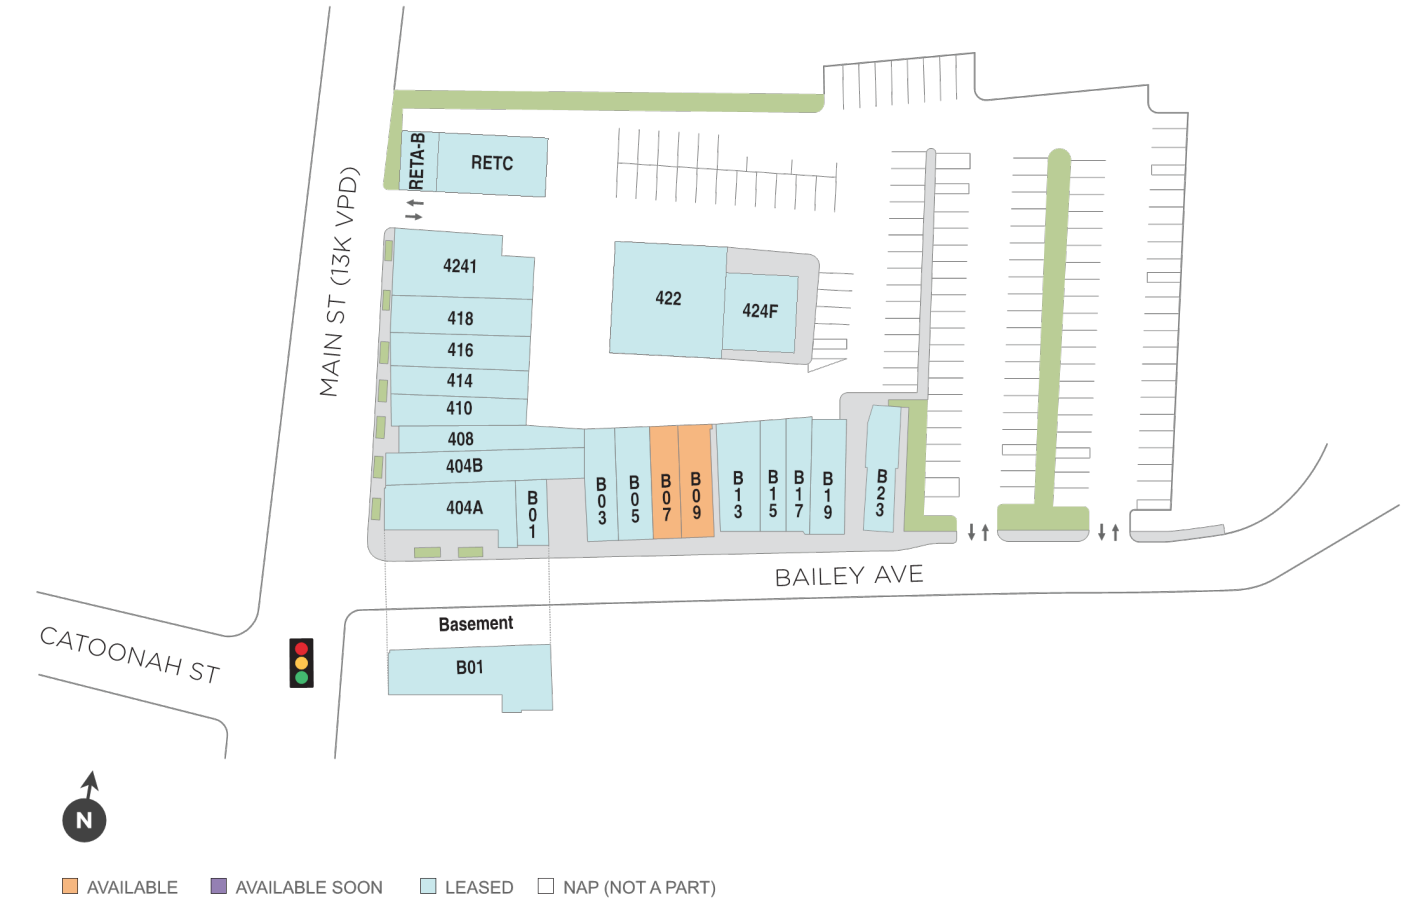 RETA-B
RETC
MAIN ST (13K VPD)
4241
418
416
414
410
408
404B
404A
B01
422
424F
B03
B05
B07
B09
B13
B15
B17
B19
B23
BAILEY AVE
Basement
B01
CATOONAH ST
N
AVAILABLE
AVAILABLE SOON
LEASED
NAP (NOT A PART)